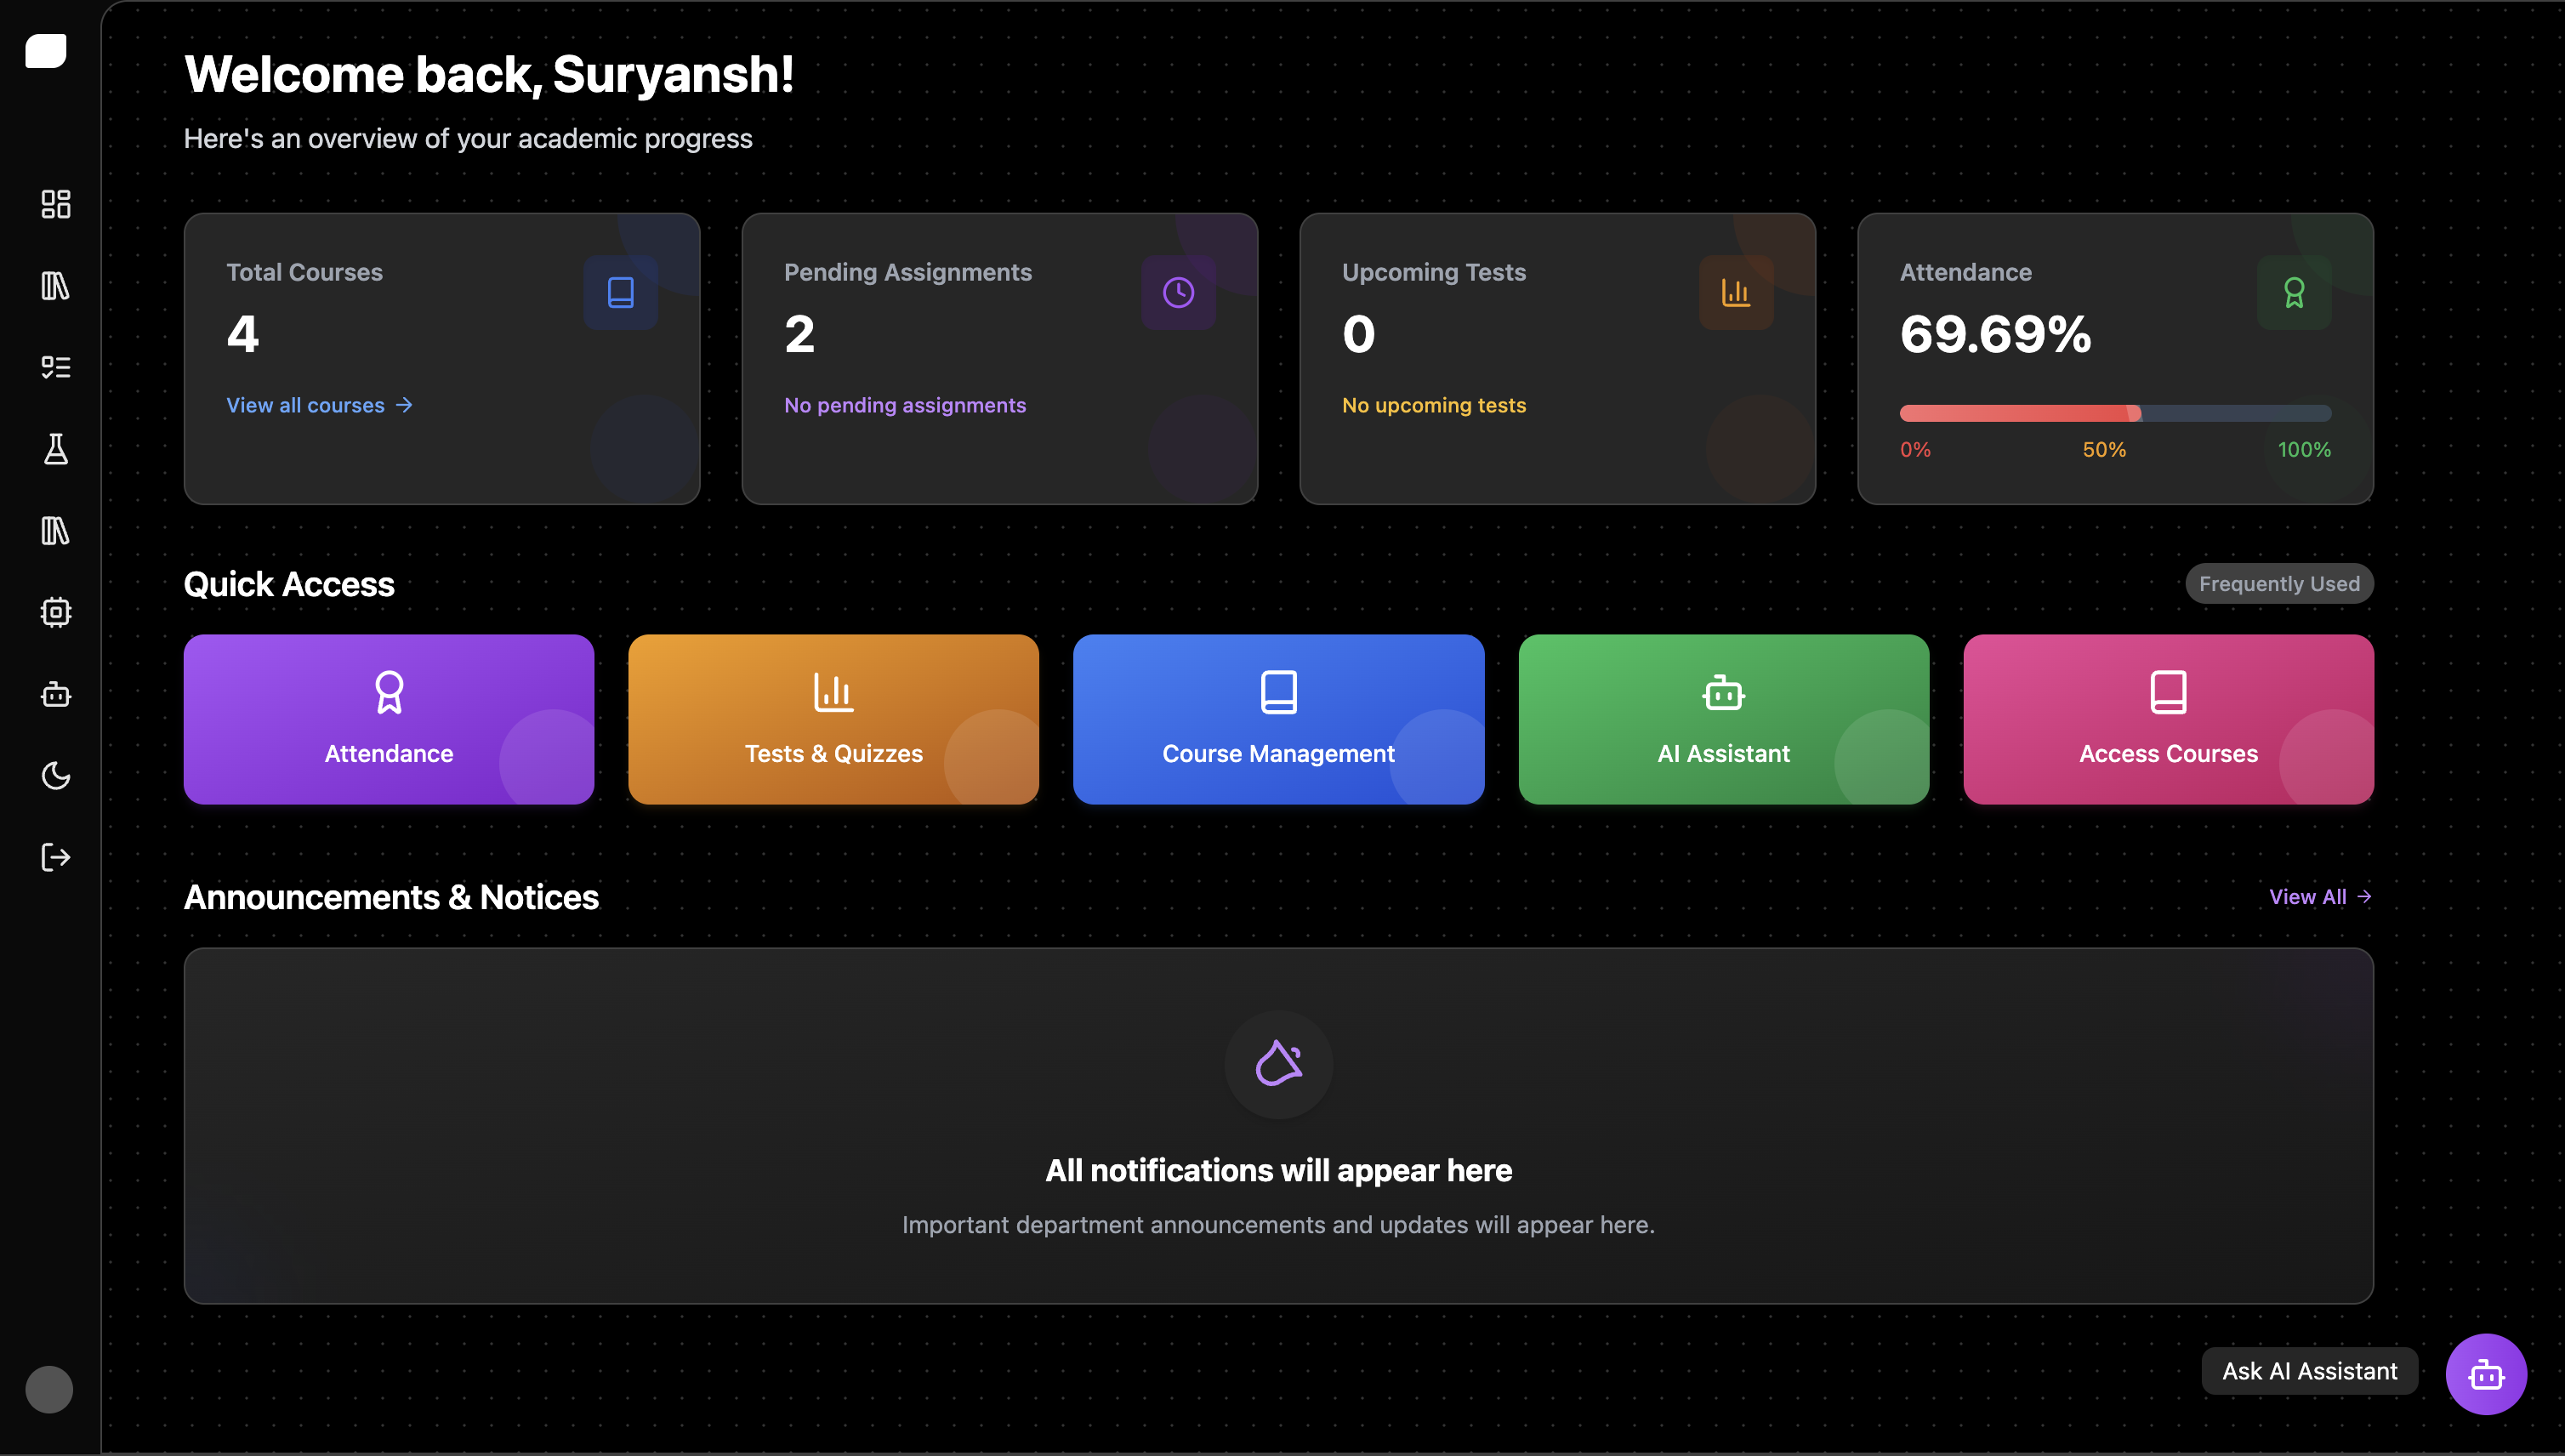 Welcome back, Suryansh!
Here's an overview of your academic progress
Total Courses
4
View all courses →
Pending Assignments
2
No pending assignments
Upcoming Tests
0
No upcoming tests
Attendance
69.69%
0% 50% 100%
Quick Access
Frequently Used
Attendance
Tests & Quizzes
Course Management
AI Assistant
Access Courses
Announcements & Notices
View All →
All notifications will appear here
Important department announcements and updates will appear here.
Ask AI Assistant